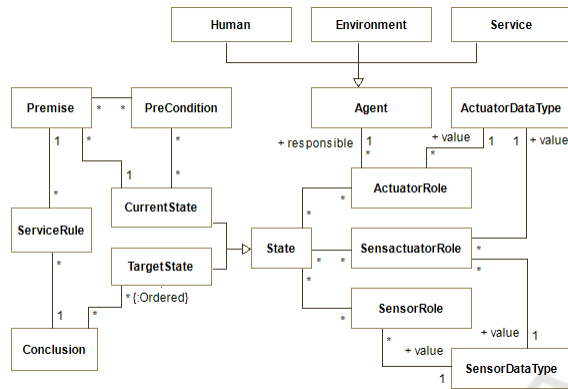 Human Environment Service
Premise PreCondition Agent ActuatorDataType
* *
1 * * + responsible 1 + value 1 1 + value
* *
* 1 * * ActuatorRole
CurrentState
ServiceRule * State SensactuatorRole *
* * *
* TargetState * *
* {:Ordered}
SensorRole
1 * * + value 1
Conclusion * + value
1 SensorDataType